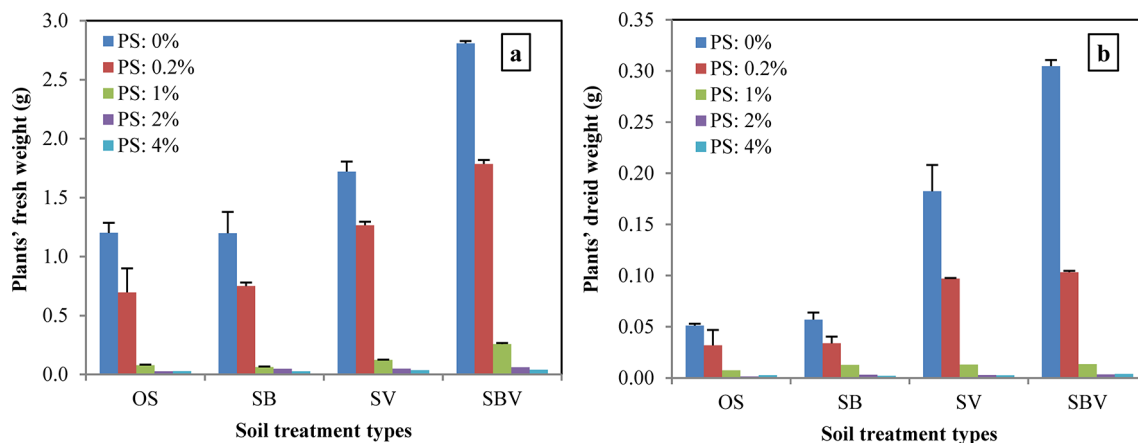 Plants' fresh weight (g)
3.0
2.5
2.0
1.5
1.0
0.5
0.0
PS: 0%
PS: 0.2%
PS: 1%
PS: 2%
PS: 4%
a
OS SB SV SBV
Soil treatment types
Plants' dreid weight (g)
0.35
0.30
0.25
0.20
0.15
0.10
0.05
0.00
PS: 0%
PS: 0.2%
PS: 1%
PS: 2%
PS: 4%
b
OS SB SV SBV
Soil treatment types